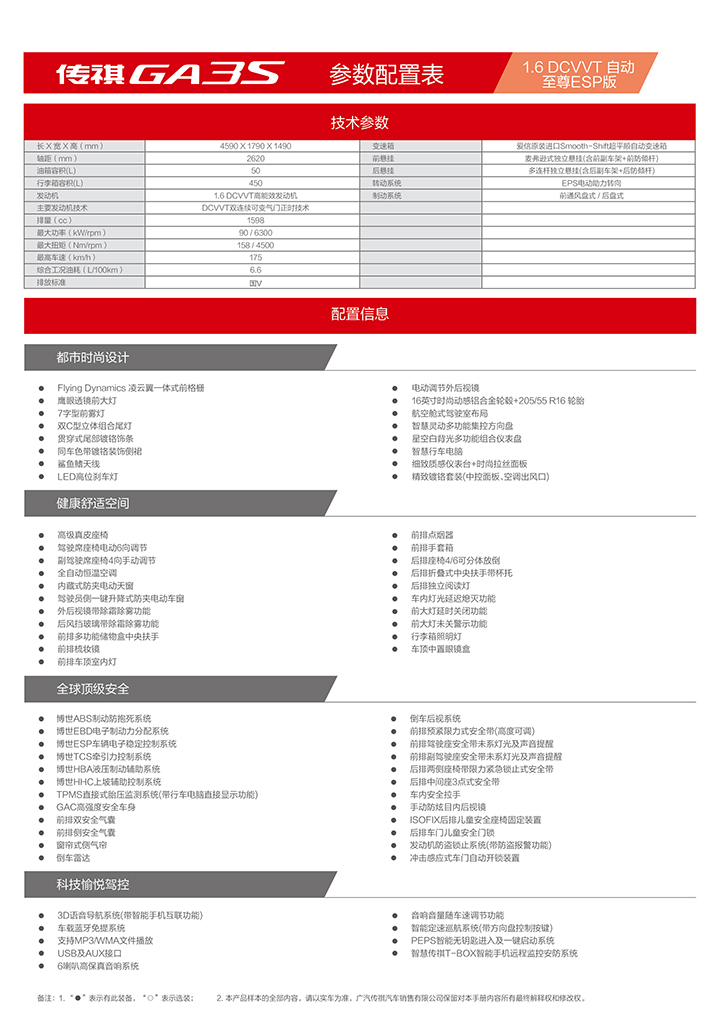 传祺 GA3S 参数配置表
1.6 DCVVT 自动
至尊ESP版
技术参数
长 X 宽 X 高（mm） 4590 X 1790 X 1490 变速箱 爱信原装进口Smooth-Shift超平顺自动变速箱
轴距（mm） 2620 前悬挂 麦弗逊式独立悬挂(含前副车架+前防倾杆)
油箱容积(L) 50 后悬挂 多连杆独立悬挂(含后副车架+后防倾杆)
行李箱容积(L) 450 转动系统 EPS电动助力转向
发动机 1.6 DCVVT高能效发动机 制动系统 前通风盘式 / 后盘式
主要发动机技术 DCVVT双连续可变气门正时技术
排量（cc） 1598
最大功率（kW/rpm） 90 / 6300
最大扭矩（Nm/rpm） 158 / 4500
最高车速（km/h） 175
综合工况油耗（L/100km） 6.6
排放标准 国V
配置信息
都市时尚设计
● Flying Dynamics 凌云翼一体式前格栅
● 鹰眼透镜前大灯
● 7字型前雾灯
● 双C型立体组合尾灯
● 贯穿式尾部镀铬饰条
● 同车色带镀铬装饰侧裙
● 鲨鱼鳍天线
● LED高位刹车灯
● 电动调节外后视镜
● 16英寸时尚动感铝合金轮毂+205/55 R16 轮胎
● 航空舱式驾驶室布局
● 智慧灵动多功能集控方向盘
● 星空白背光多功能组合仪表盘
● 智慧行车电脑
● 细致质感仪表台+时尚拉丝面板
● 精致镀铬套装(中控面板、空调出风口)
健康舒适空间
● 高级真皮座椅
● 驾驶席座椅电动6向调节
● 副驾驶席座椅4向手动调节
● 全自动恒温空调
● 内藏式防夹电动天窗
● 驾驶员侧一键升降式防夹电动车窗
● 外后视镜带除霜除雾功能
● 后风挡玻璃带除霜除雾功能
● 前排多功能储物盒中央扶手
● 前排梳妆镜
● 前排车顶室内灯
● 前排点烟器
● 前排手套箱
● 后排座椅4/6可分体放倒
● 后排折叠式中央扶手带杯托
● 后排独立阅读灯
● 车内灯光延迟熄灭功能
● 前大灯延时关闭功能
● 前大灯未关警示功能
● 行李箱照明灯
● 车顶中置眼镜盒
全球顶级安全
● 博世ABS制动防抱死系统
● 博世EBD电子制动力分配系统
● 博世ESP车辆电子稳定控制系统
● 博世TCS牵引力控制系统
● 博世HBA液压制动辅助系统
● 博世HHC上坡辅助控制系统
● TPMS直接式胎压监测系统(带行车电脑直接显示功能)
● GAC高强度安全车身
● 前排双安全气囊
● 前排侧安全气囊
● 窗帘式侧气帘
● 倒车雷达
● 倒车后视系统
● 前排预紧限力式安全带(高度可调)
● 前排驾驶座安全带未系灯光及声音提醒
● 前排副驾驶座安全带未系灯光及声音提醒
● 后排两侧座椅带限力紧急锁止式安全带
● 后排中间座3点式安全带
● 车内安全拉手
● 手动防炫目内后视镜
● ISOFIX后排儿童安全座椅固定装置
● 后排车门儿童安全门锁
● 发动机防盗锁止系统(带防盗报警功能)
● 冲击感应式车门自动开锁装置
科技愉悦驾控
● 3D语音导航系统(带智能手机互联功能)
● 车载蓝牙免提系统
● 支持MP3/WMA文件播放
● USB及AUX接口
● 6喇叭高保真音响系统
● 音响音量随车速调节功能
● 智能定速巡航系统(带方向盘控制按键)
● PEPS智能无钥匙进入及一键启动系统
● 智慧传祺T-BOX智能手机远程监控安防系统
备注：1. “●”表示有此装备，“○”表示选装； 2. 本产品样本的全部内容，请以实车为准，广汽传祺汽车销售有限公司保留对本手册内容所有最终解释权和修改权。